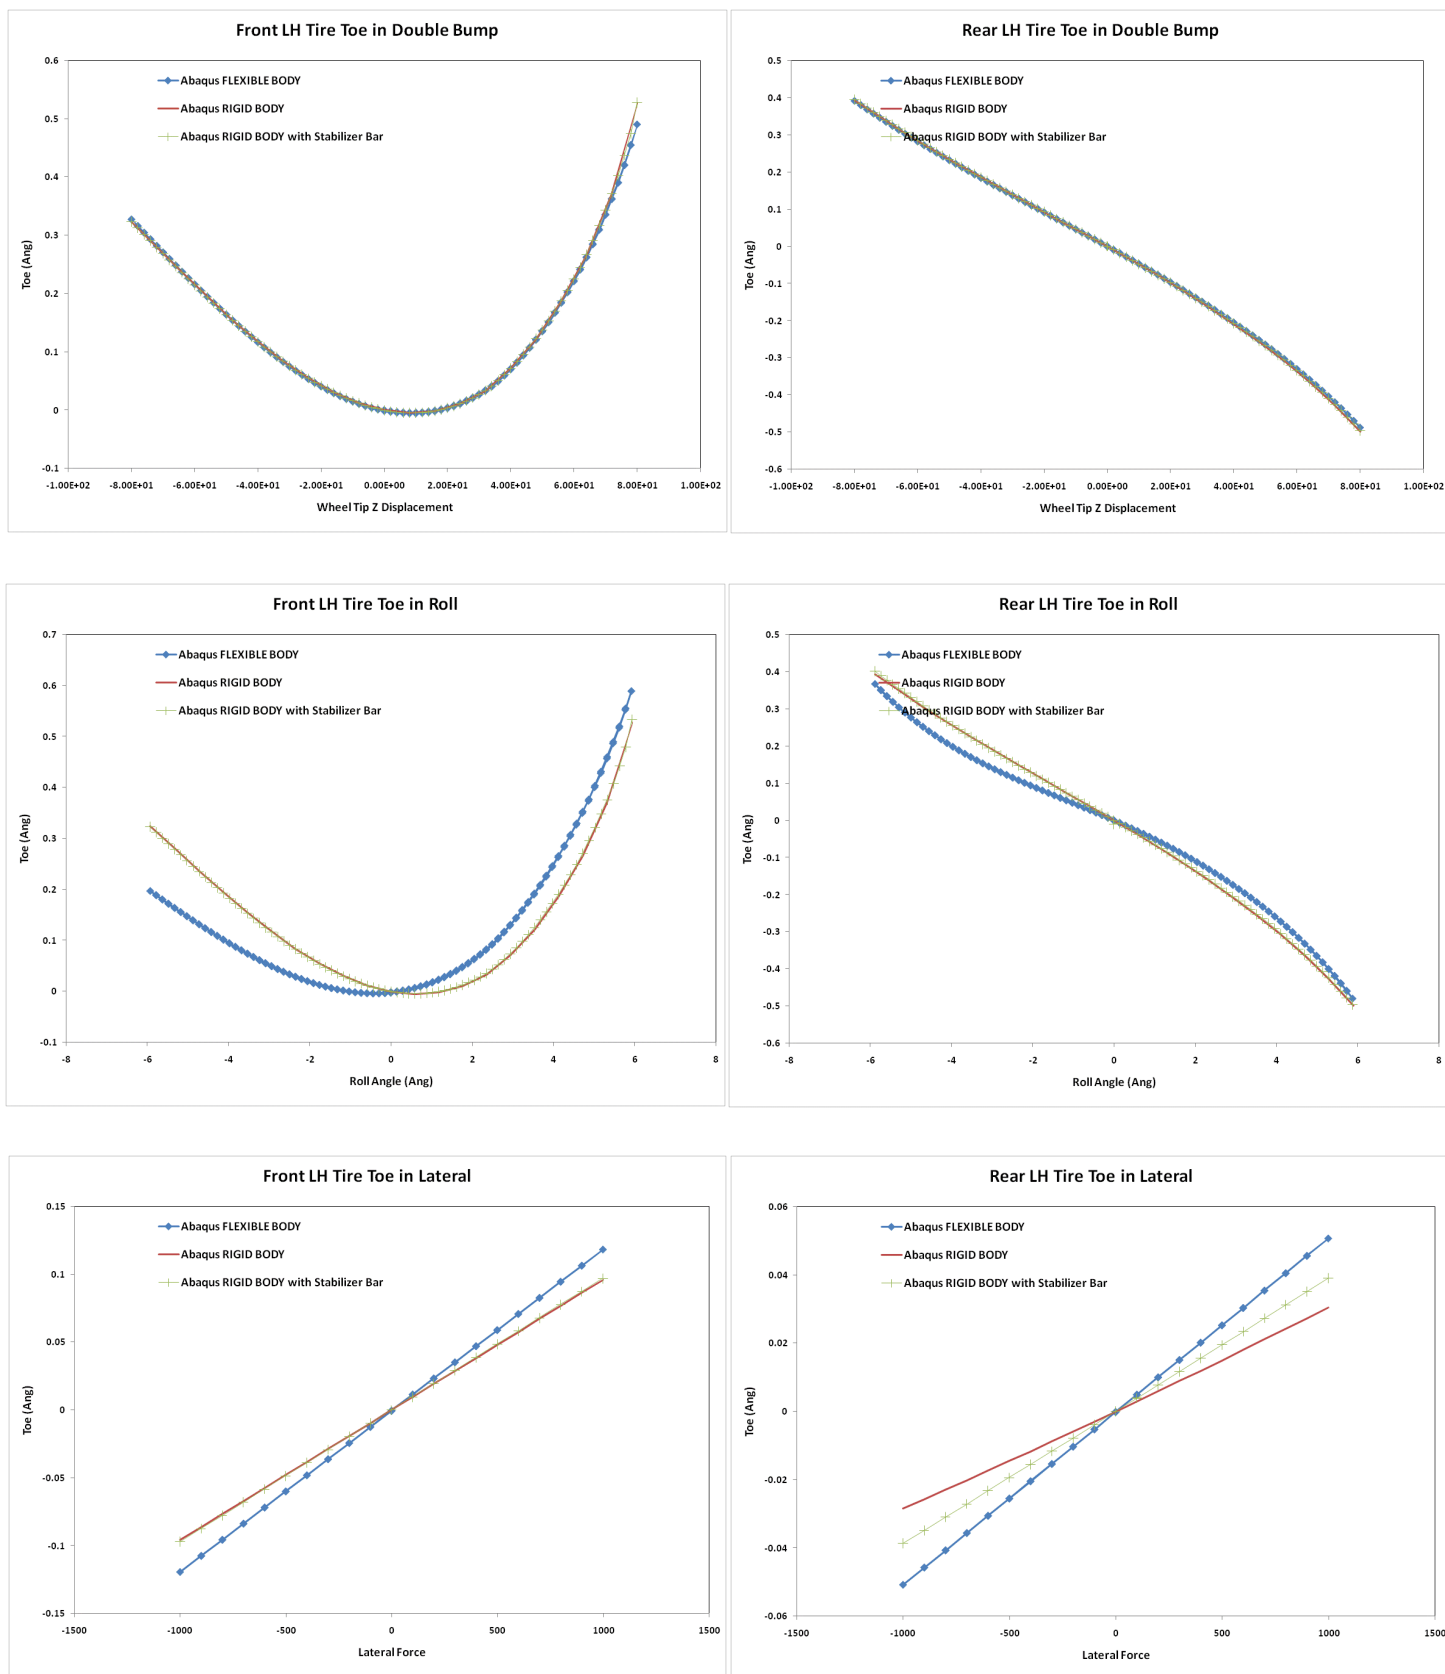 Front LH Tire Toe in Double Bump
Abaqus FLEXIBLE BODY
Abaqus RIGID BODY
Abaqus RIGID BODY with Stabilizer Bar
Toe (Ang)
0.6
0.5
0.4
0.3
0.2
0.1
0
-0.1
-1.00E+02 -8.00E+01 -6.00E+01 -4.00E+01 -2.00E+01 0.00E+00 2.00E+01 4.00E+01 6.00E+01 8.00E+01 1.00E+02
Wheel Tip Z Displacement
Rear LH Tire Toe in Double Bump
Abaqus FLEXIBLE BODY
Abaqus RIGID BODY
Abaqus RIGID BODY with Stabilizer Bar
Toe (Ang)
0.5
0.4
0.3
0.2
0.1
0
-0.1
-0.2
-0.3
-0.4
-0.5
-0.6
-1.00E+02 -8.00E+01 -6.00E+01 -4.00E+01 -2.00E+01 0.00E+00 2.00E+01 4.00E+01 6.00E+01 8.00E+01 1.00E+02
Wheel Tip Z Displacement
Front LH Tire Toe in Roll
Abaqus FLEXIBLE BODY
Abaqus RIGID BODY
Abaqus RIGID BODY with Stabilizer Bar
Toe (Ang)
0.7
0.6
0.5
0.4
0.3
0.2
0.1
0
-0.1
-8 -6 -4 -2 0 2 4 6 8
Roll Angle (Ang)
Rear LH Tire Toe in Roll
Abaqus FLEXIBLE BODY
Abaqus RIGID BODY
Abaqus RIGID BODY with Stabilizer Bar
Toe (Ang)
0.5
0.4
0.3
0.2
0.1
0
-0.1
-0.2
-0.3
-0.4
-0.5
-0.6
-8 -6 -4 -2 0 2 4 6 8
Roll Angle (Ang)
Front LH Tire Toe in Lateral
Abaqus FLEXIBLE BODY
Abaqus RIGID BODY
Abaqus RIGID BODY with Stabilizer Bar
Toe (Ang)
0.15
0.1
0.05
0
-0.05
-0.1
-0.15
-1500 -1000 -500 0 500 1000 1500
Lateral Force
Rear LH Tire Toe in Lateral
Abaqus FLEXIBLE BODY
Abaqus RIGID BODY
Abaqus RIGID BODY with Stabilizer Bar
Toe (Ang)
0.06
0.04
0.02
0
-0.02
-0.04
-0.06
-1500 -1000 -500 0 500 1000 1500
Lateral Force